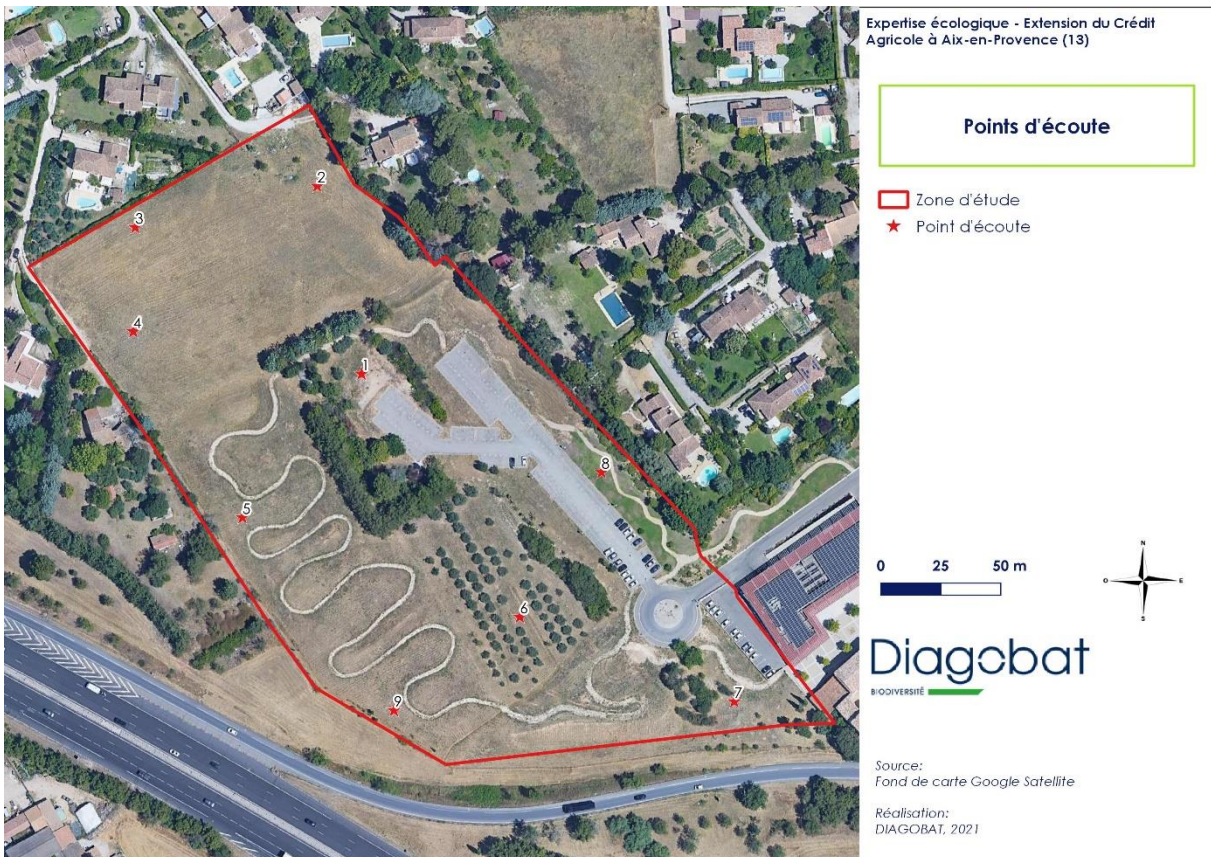 Expertise écologique - Extension du Crédit
Agricole à Aix-en-Provence (13)
Points d'écoute
Zone d'étude
Point d'écoute
2
3
4
1
8
5
6
7
9
0 25 50 m
N
O E
S
Diagobat
BIODIVERSITÉ
Source:
Fond de carte Google Satellite
Réalisation:
DIAGOBAT, 2021